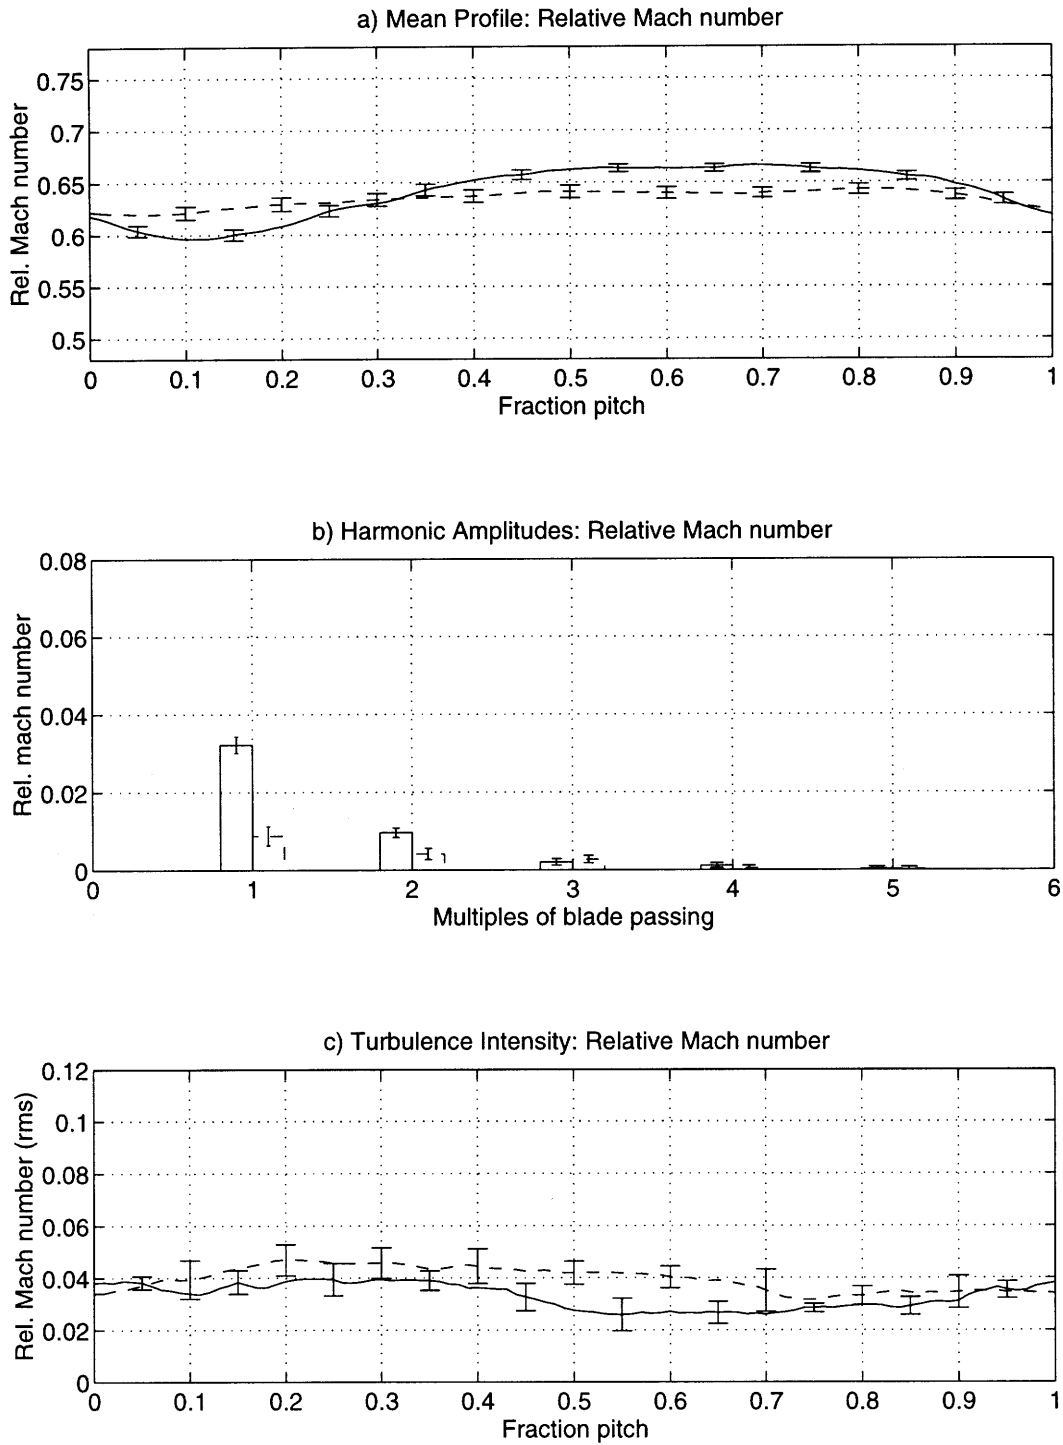 a) Mean Profile: Relative Mach number
Rel. Mach number
0.75
0.7
0.65
0.6
0.55
0.5
0 0.1 0.2 0.3 0.4 0.5 0.6 0.7 0.8 0.9 1
Fraction pitch
b) Harmonic Amplitudes: Relative Mach number
Rel. mach number
0.08
0.06
0.04
0.02
0
0 1 2 3 4 5 6
Multiples of blade passing
c) Turbulence Intensity: Relative Mach number
Rel. Mach number (rms)
0.12
0.1
0.08
0.06
0.04
0.02
0
0 0.1 0.2 0.3 0.4 0.5 0.6 0.7 0.8 0.9 1
Fraction pitch